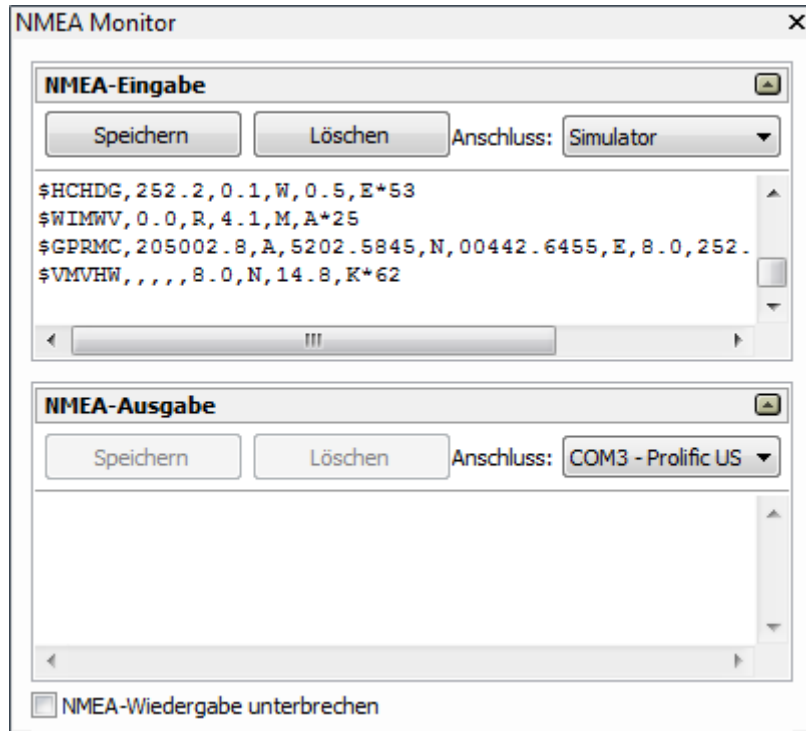 NMEA Monitor
NMEA-Eingabe
Speichern Löschen Anschluss: Simulator
$HCHDG,252.2,0.1,W,0.5,E*53
$WIMWV,0.0,R,4.1,M,A*25
$GPRMC,205002.8,A,5202.5845,N,00442.6455,E,8.0,252.
$VMVHW,,,,,8.0,N,14.8,K*62
NMEA-Ausgabe
Speichern Löschen Anschluss: COM3 - Prolific US
NMEA-Wiedergabe unterbrechen